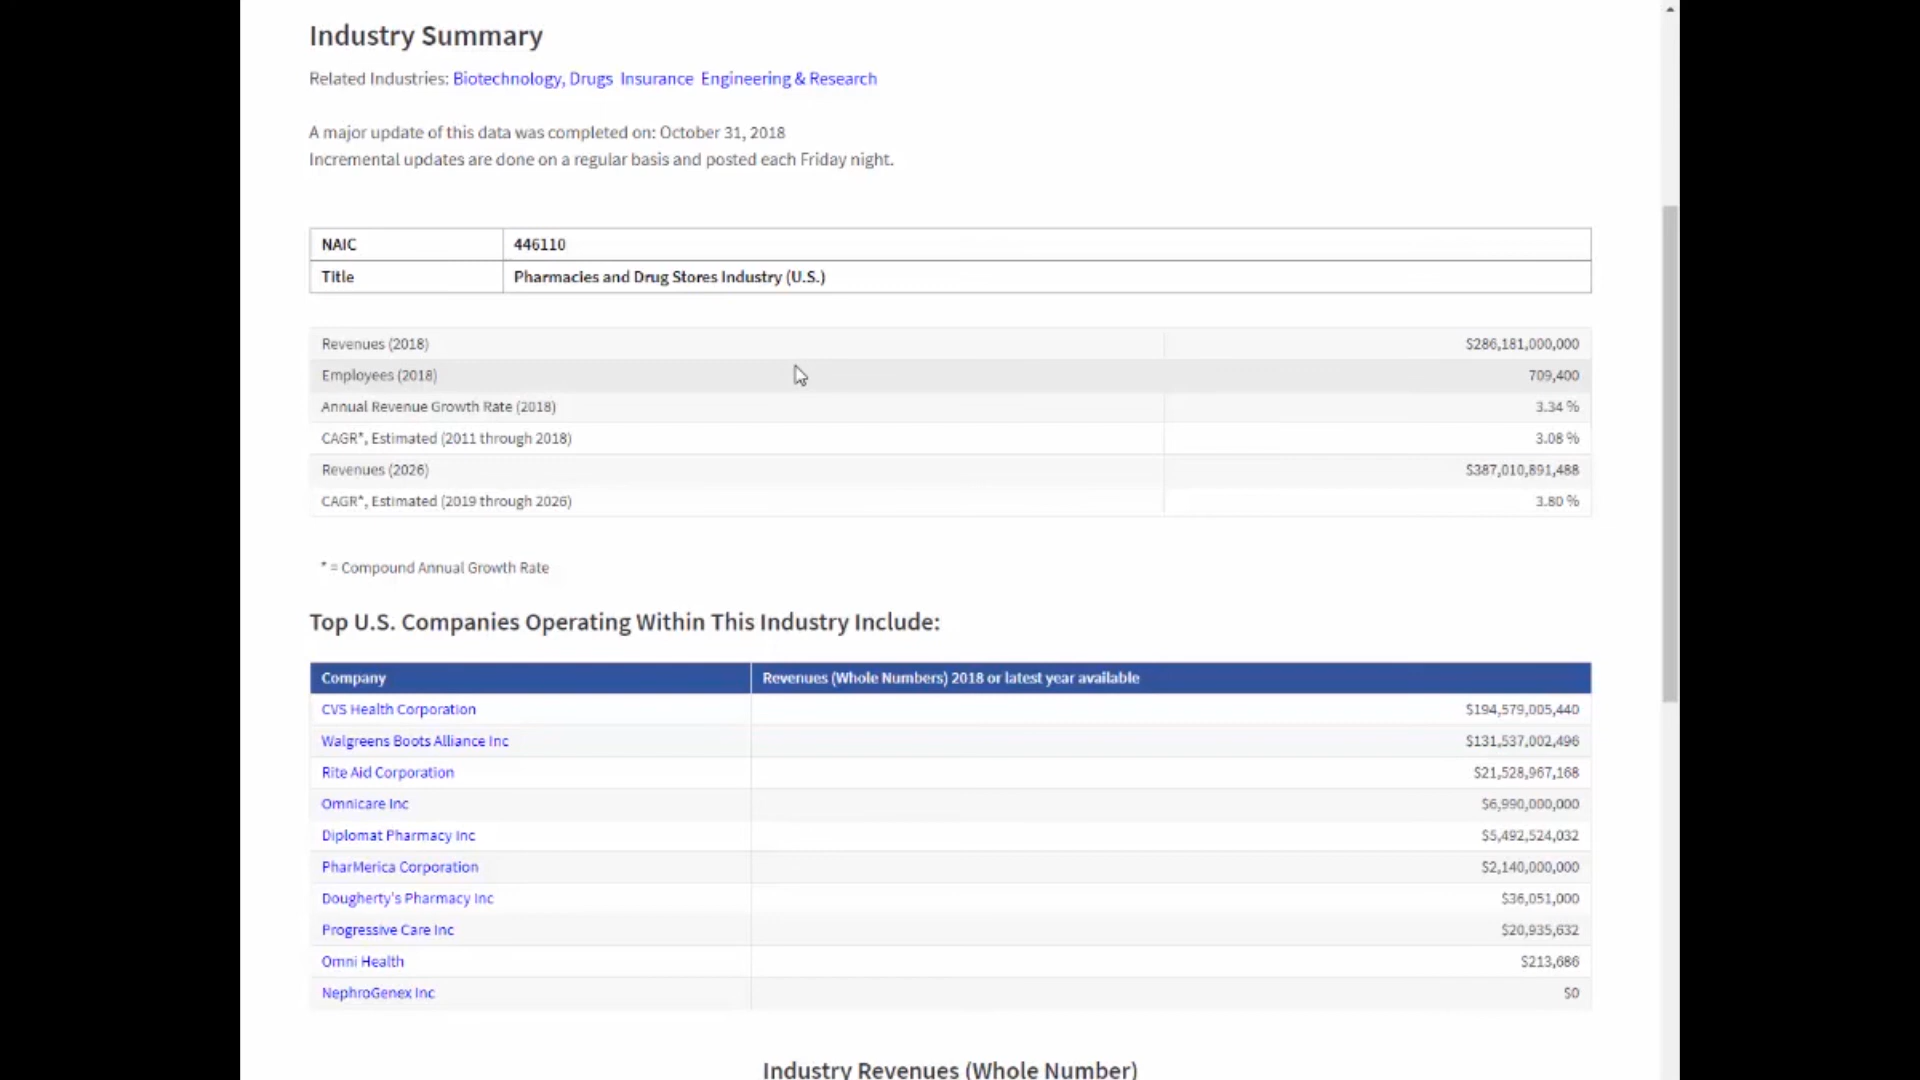 Industry Summary
Related Industries: Biotechnology, Drugs Insurance Engineering & Research
A major update of this data was completed on: October 31, 2018
Incremental updates are done on a regular basis and posted each Friday night.
NAIC 446110
Title Pharmacies and Drug Stores Industry (U.S.)
Revenues (2018) $286,181,000,000
Employees (2018) 709,400
Annual Revenue Growth Rate (2018) 3.34 %
CAGR*, Estimated (2011 through 2018) 3.08 %
Revenues (2026) $387,010,891,488
CAGR*, Estimated (2019 through 2026) 3.80 %
* = Compound Annual Growth Rate
Top U.S. Companies Operating Within This Industry Include:
Company Revenues (Whole Numbers) 2018 or latest year available
CVS Health Corporation $194,579,005,440
Walgreens Boots Alliance Inc $131,537,002,496
Rite Aid Corporation $21,528,967,168
Omnicare Inc $6,990,000,000
Diplomat Pharmacy Inc $5,492,524,032
PharMerica Corporation $2,140,000,000
Dougherty's Pharmacy Inc $36,051,000
Progressive Care Inc $20,935,632
Omni Health $213,686
NephroGenex Inc $0
Industry Revenues (Whole Number)